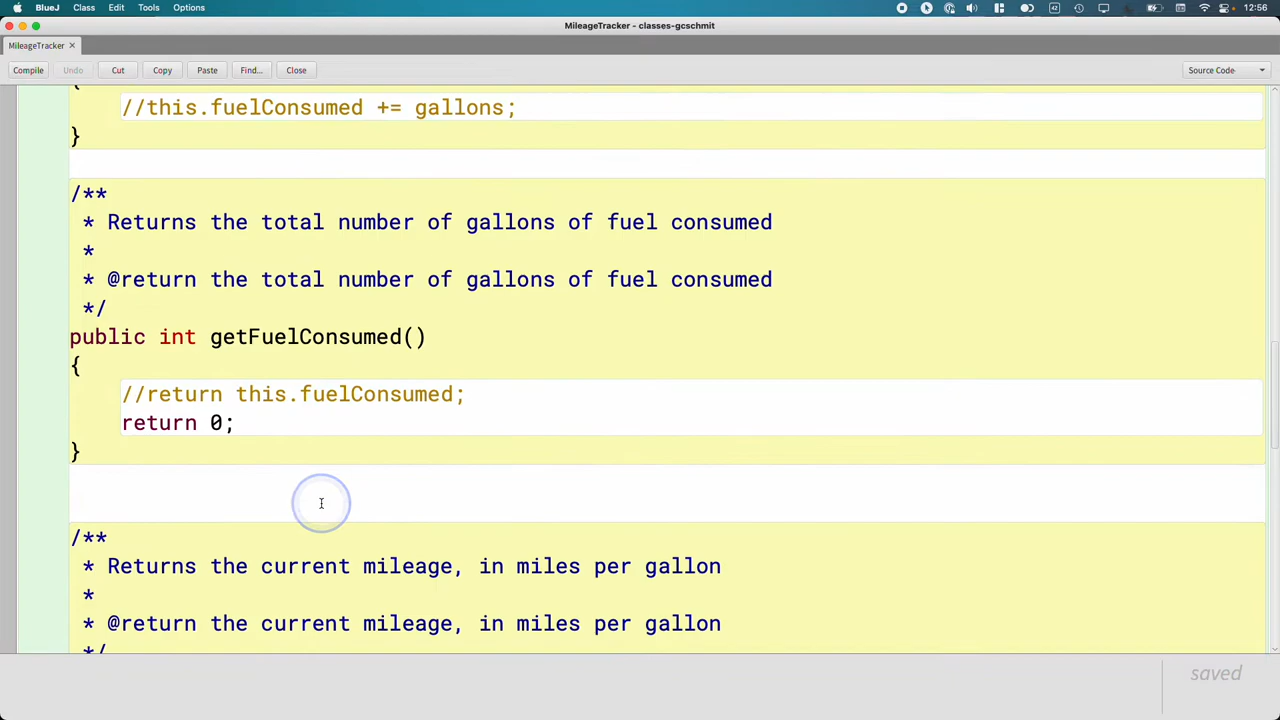 BlueJ Class Edit Tools Options 12:56
MileageTracker - classes-gcschmit
MileageTracker
Compile Undo Cut Copy Paste Find... Close Source Code
{
//this.fuelConsumed += gallons;
}
/**
* Returns the total number of gallons of fuel consumed
*
* @return the total number of gallons of fuel consumed
*/
public int getFuelConsumed()
{
//return this.fuelConsumed;
return 0;
}
/**
* Returns the current mileage, in miles per gallon
*
* @return the current mileage, in miles per gallon
*/
saved